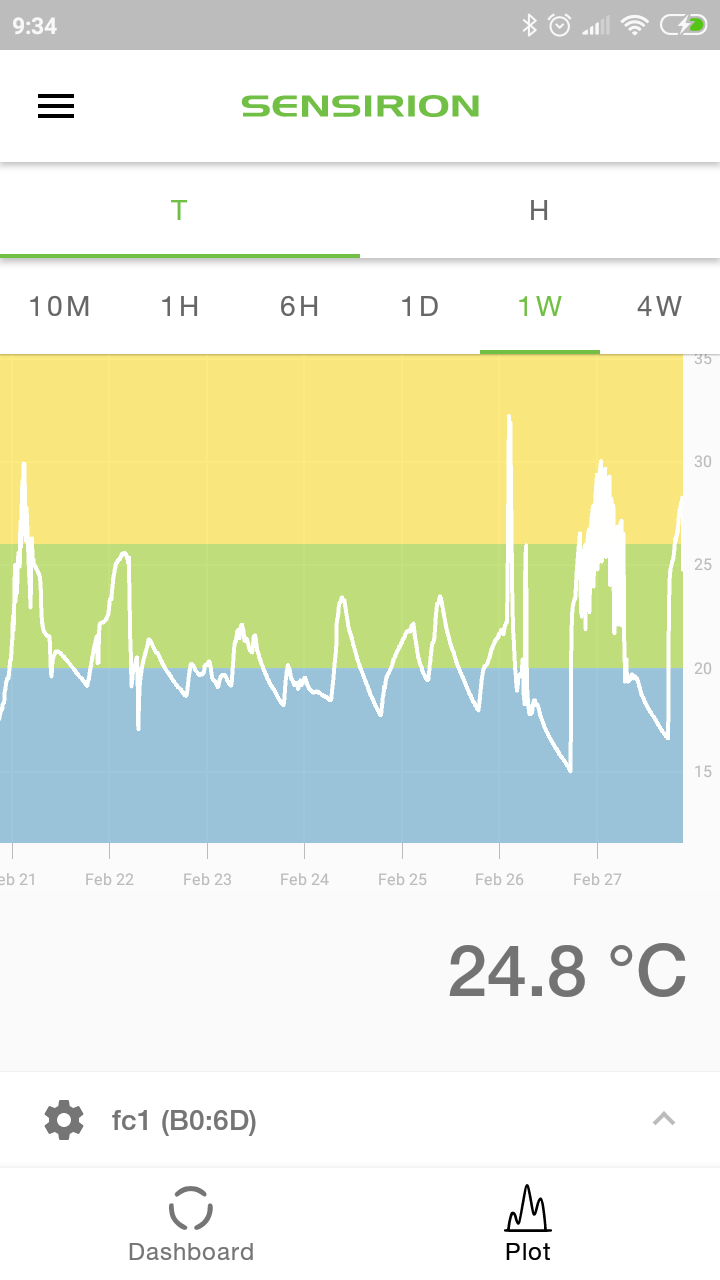 9:34
SENSIRION
T H
10M 1H 6H 1D 1W 4W
35
30
25
20
15
eb 21 Feb 22 Feb 23 Feb 24 Feb 25 Feb 26 Feb 27
24.8 °C
fc1 (B0:6D)
Dashboard Plot